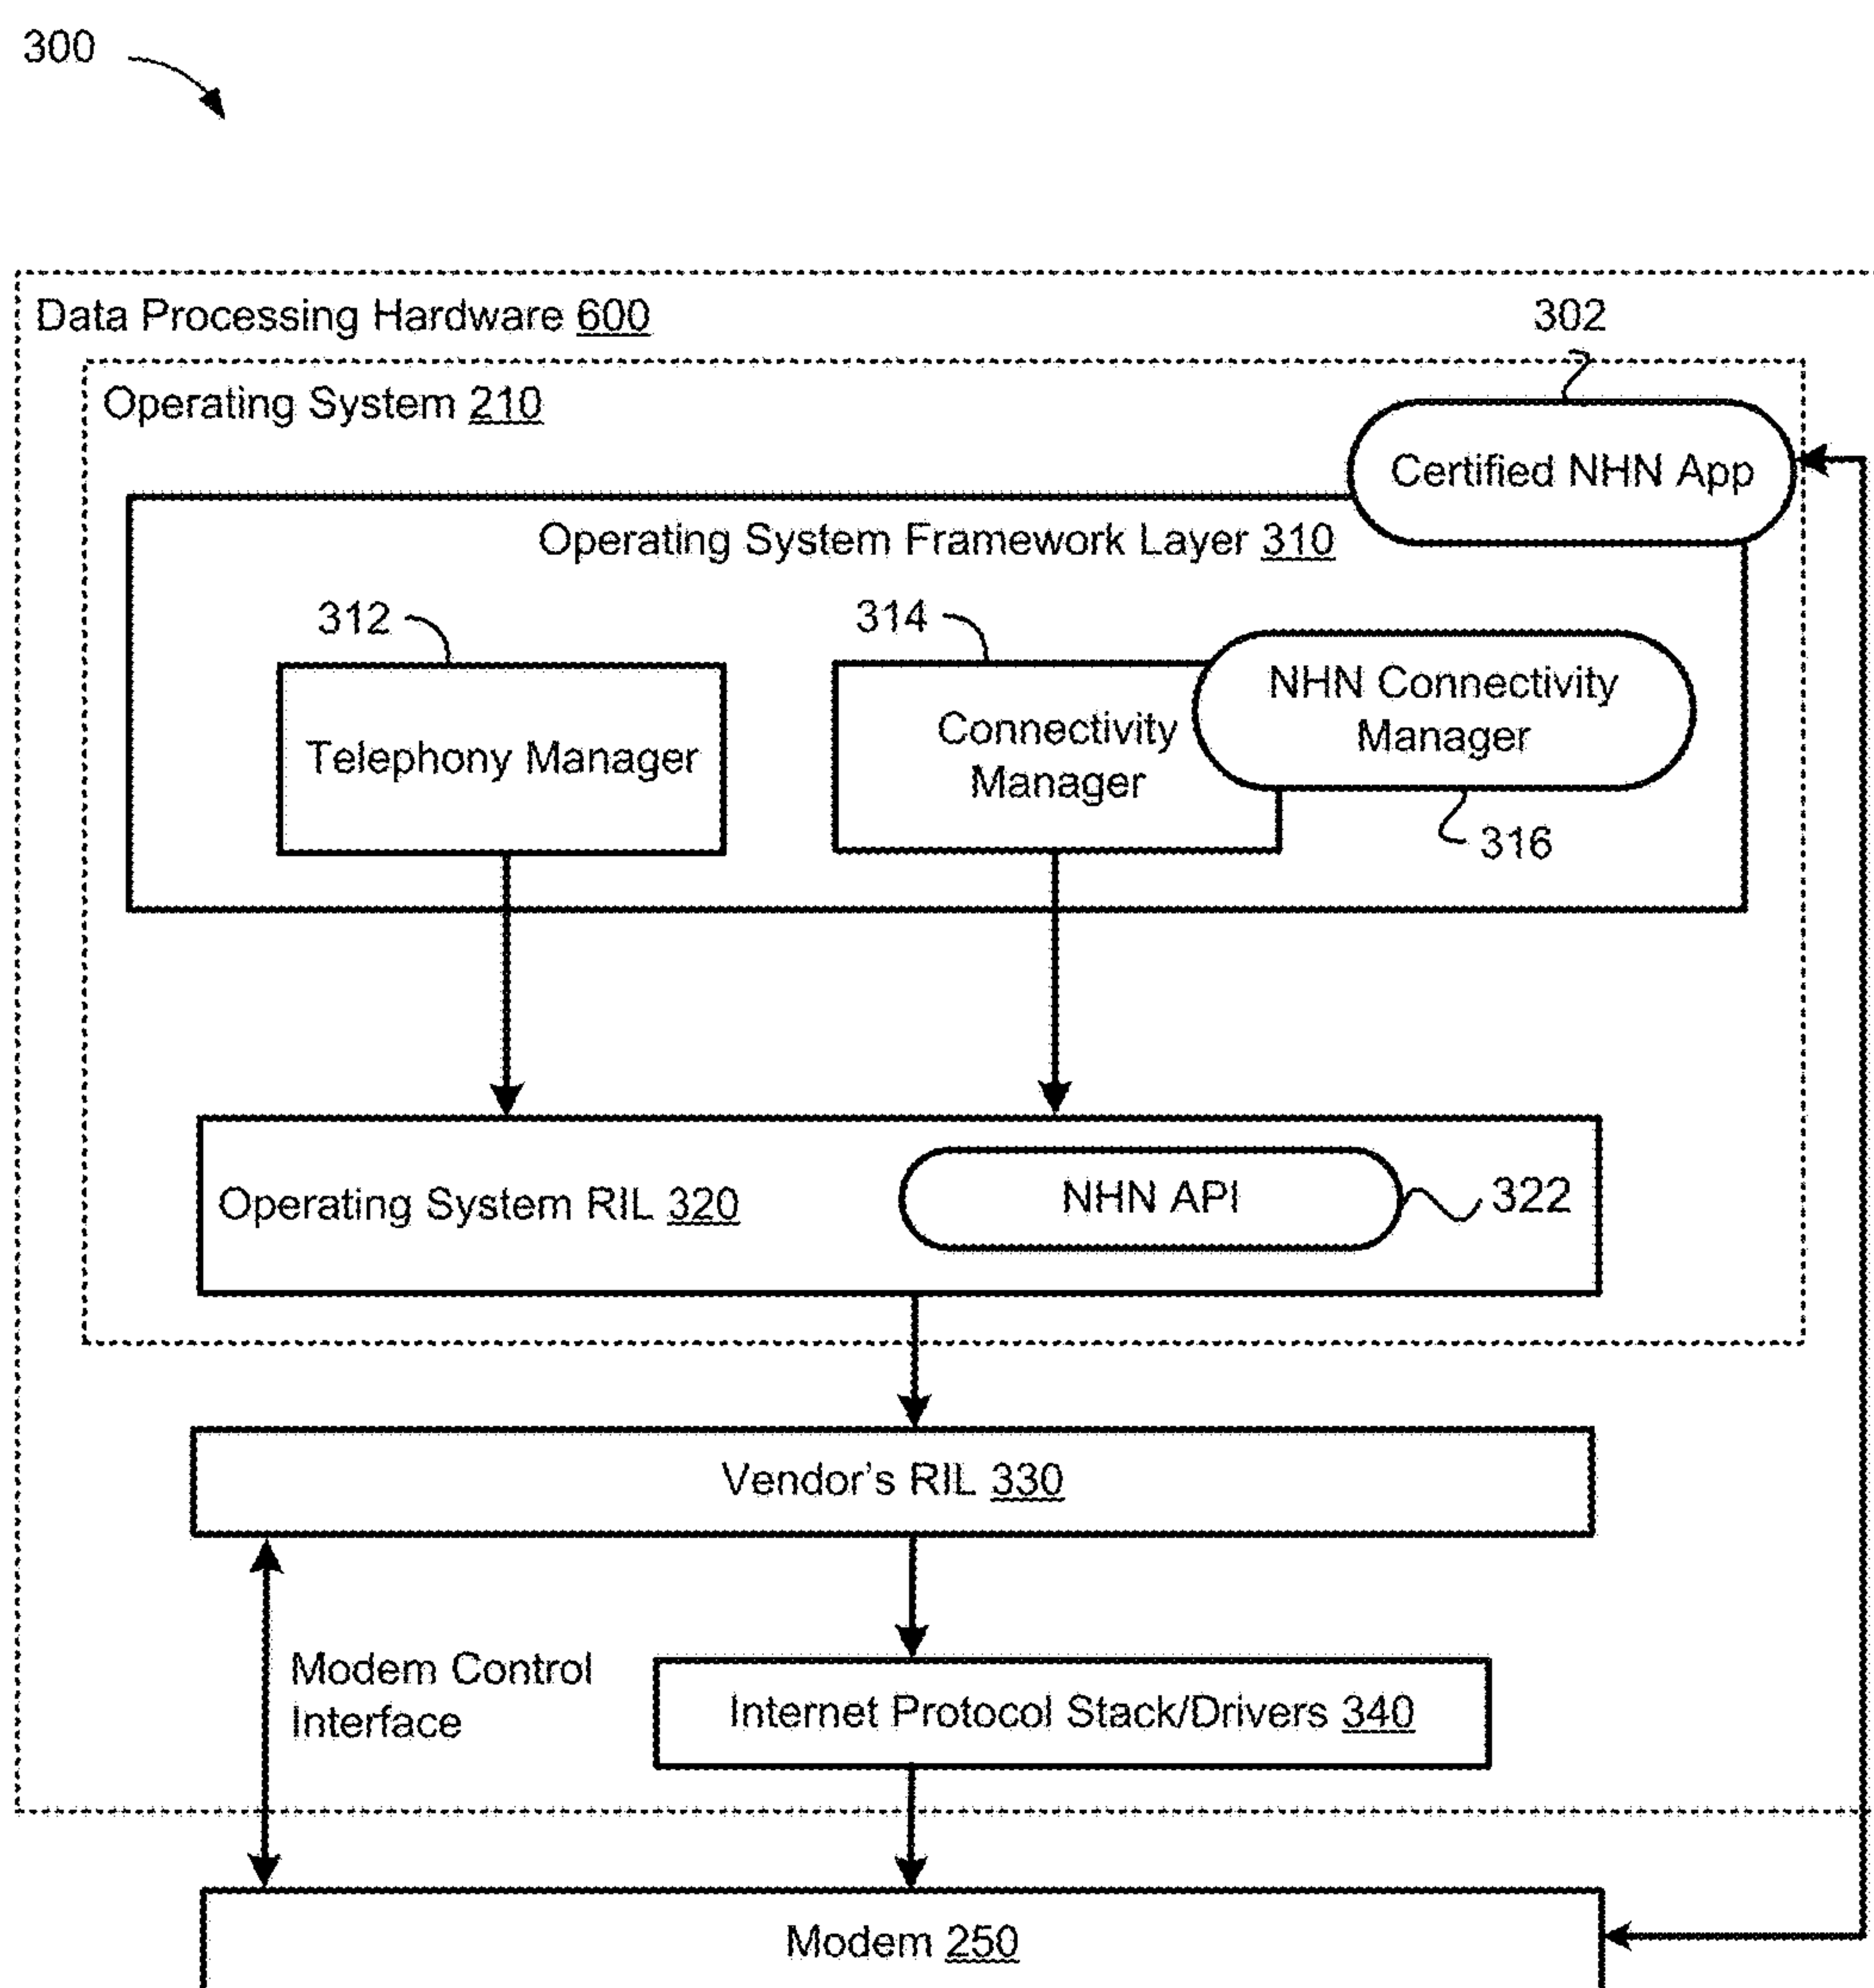 300
Data Processing Hardware 600
302
Operating System 210
Certified NHN App
Operating System Framework Layer 310
312
314
NHN Connectivity
Manager
Telephony Manager
Connectivity
Manager
316
Operating System RIL 320
NHN API
322
Vendor's RIL 330
Modem Control
Interface
Internet Protocol Stack/Drivers 340
Modem 250